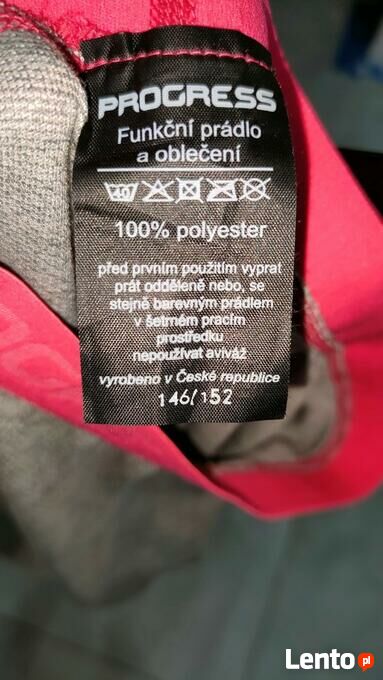 PROGRESS
Funkční prádlo
a oblečení
40
100% polyester
před prvním použitím vyprat
prát odděleně nebo, se
stejně barevným prádlem
v šetrném pracím
prostředku
nepoužívat aviváž
vyrobeno v České republice
146/152
Lento.pl